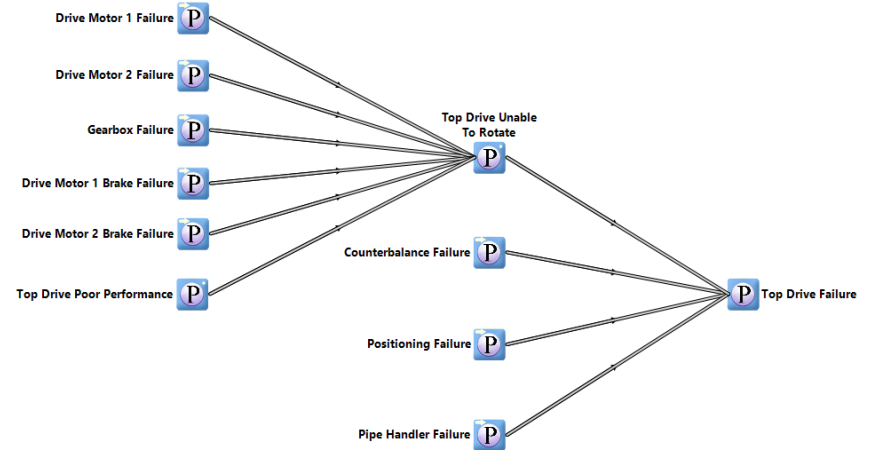 Drive Motor 1 Failure
P
Drive Motor 2 Failure
P
Gearbox Failure
P
Top Drive Unable
To Rotate
P
Drive Motor 1 Brake Failure
P
Drive Motor 2 Brake Failure
P
Counterbalance Failure
P
Top Drive Poor Performance
P
P
Top Drive Failure
Positioning Failure
P
Pipe Handler Failure
P